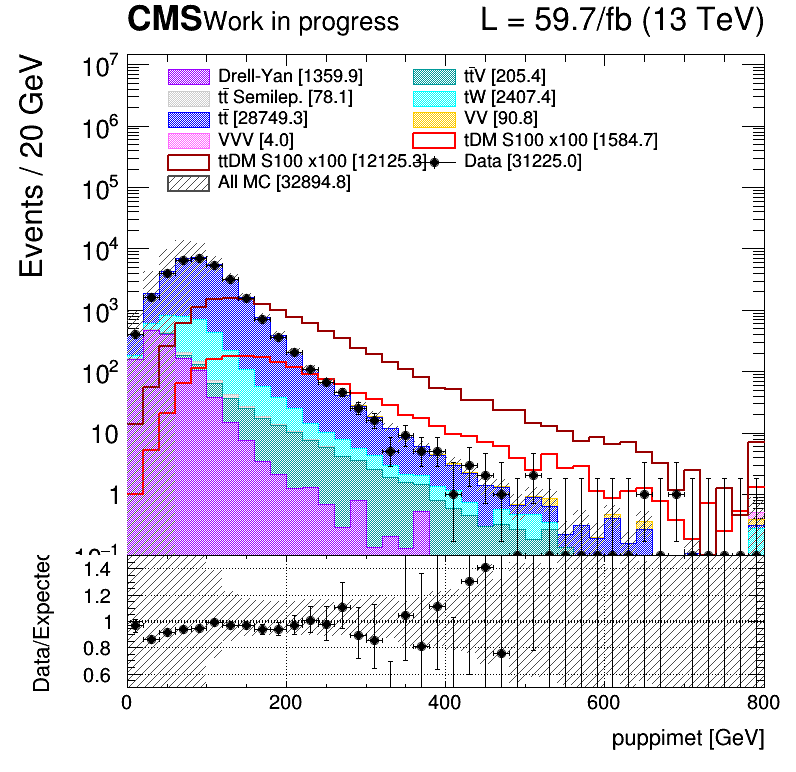 CMS Work in progress L = 59.7/fb (13 TeV)
Events / 20 GeV
10⁷
10⁶
10⁵
10⁴
10³
10²
10
1
10⁻¹
Drell-Yan [1359.9] tt̄V [205.4]
tt̄ Semilep. [78.1] tW [2407.4]
tt̄ [28749.3] VV [90.8]
VVV [4.0] tDM S100 x100 [1584.7]
ttDM S100 x100 [12125.3] Data [31225.0]
All MC [32894.8]
Data/Expected
1.4
1.2
1
0.8
0.6
0 200 400 600 800
puppimet [GeV]